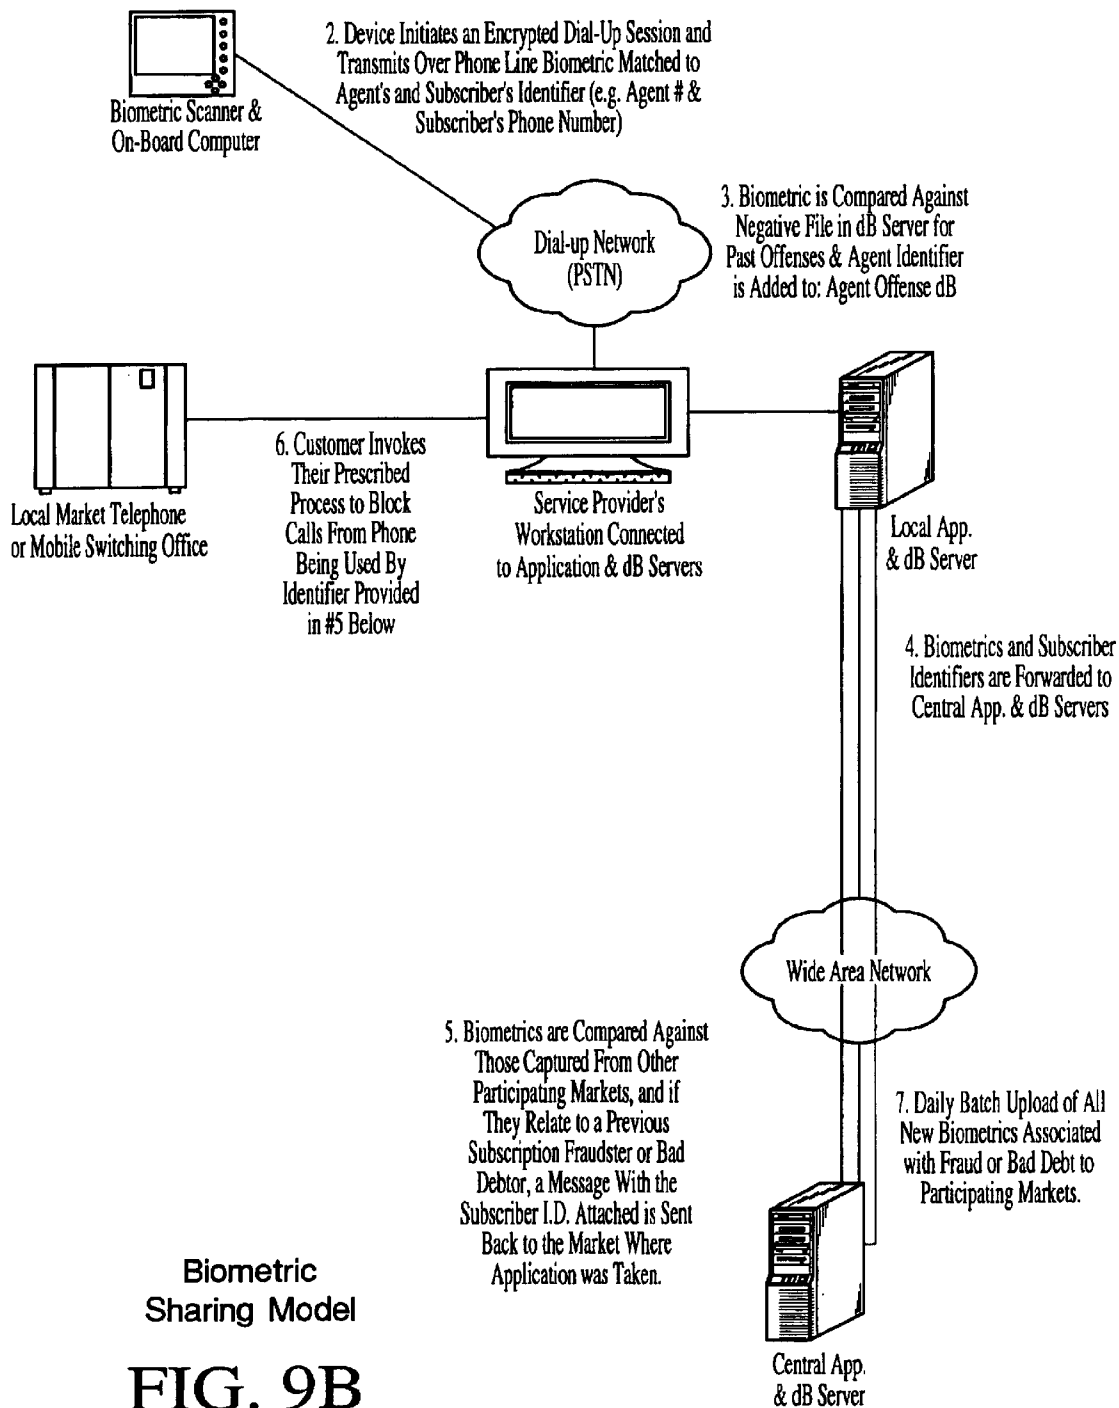 2. Device Initiates an Encrypted Dial-Up Session and
Transmits Over Phone Line Biometric Matched to
Agent's and Subscriber's Identifier (e.g. Agent # &
Subscriber's Phone Number)
Biometric Scanner &
On-Board Computer
3. Biometric is Compared Against
Negative File in dB Server for
Past Offenses & Agent Identifier
is Added to: Agent Offense dB
Dial-up Network
(PSTN)
6. Customer Invokes
Their Prescribed
Process to Block
Calls From Phone
Being Used By
Identifier Provided
in #5 Below
Local Market Telephone
or Mobile Switching Office
Service Provider's
Workstation Connected
to Application & dB Servers
Local App.
& dB Server
4. Biometrics and Subscriber
Identifiers are Forwarded to
Central App. & dB Servers
Wide Area Network
5. Biometrics are Compared Against
Those Captured From Other
Participating Markets, and if
They Relate to a Previous
Subscription Fraudster or Bad
Debtor, a Message With the
Subscriber I.D. Attached is Sent
Back to the Market Where
Application was Taken.
7. Daily Batch Upload of All
New Biometrics Associated
with Fraud or Bad Debt to
Participating Markets.
Central App.
& dB Server
Biometric
Sharing Model
FIG. 9B